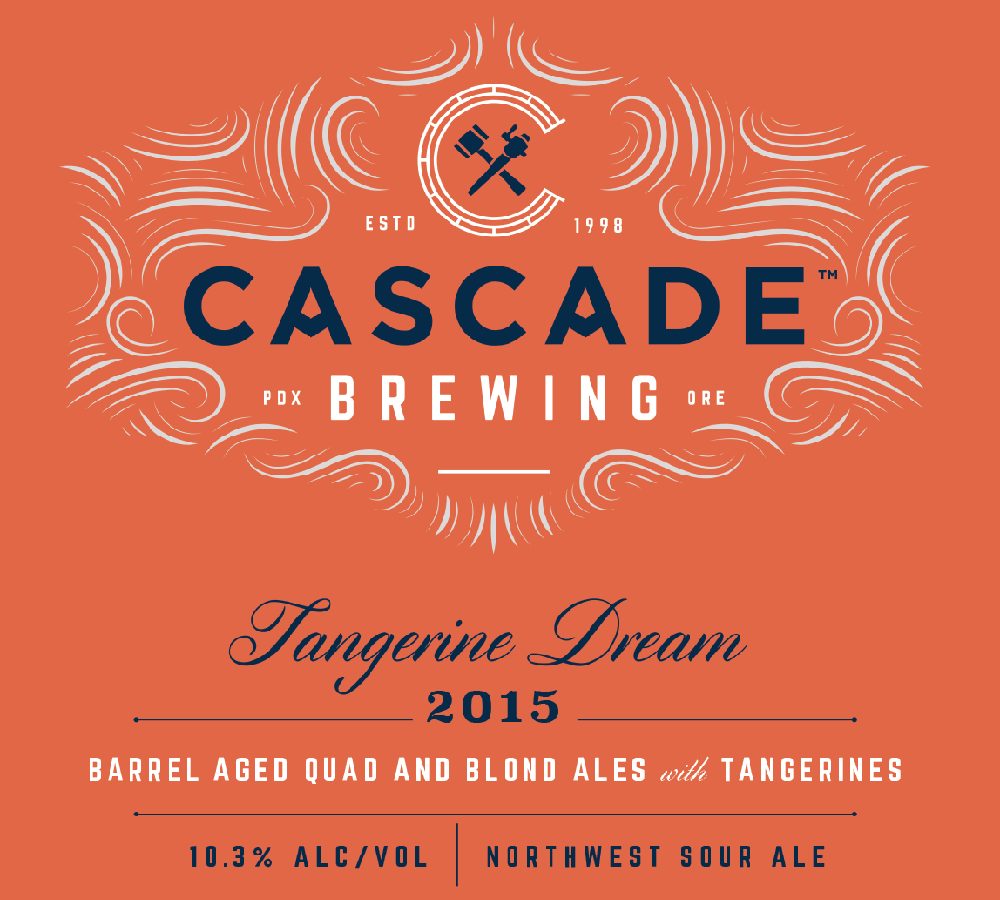 ESTD 1998
CASCADE™
PDX BREWING ORE
Tangerine Dream
2015
BARREL AGED QUAD AND BLOND ALES with TANGERINES
10.3% ALC/VOL NORTHWEST SOUR ALE